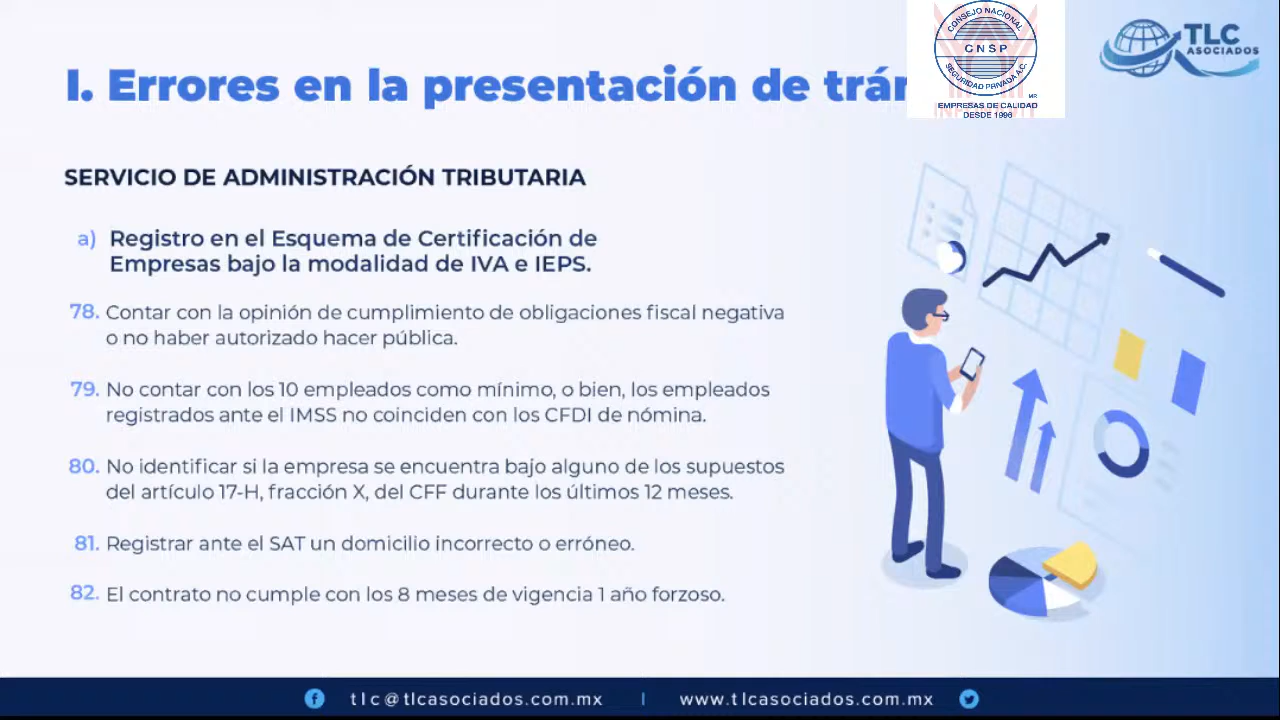 I. Errores en la presentación de trá
CONSEJO NACIONAL
CNSP
SEGURIDAD PRIVADA A.C.
MR
EMPRESAS DE CALIDAD
DESDE 1996
TLC
ASOCIADOS
SERVICIO DE ADMINISTRACIÓN TRIBUTARIA
a) Registro en el Esquema de Certificación de
Empresas bajo la modalidad de IVA e IEPS.
78. Contar con la opinión de cumplimiento de obligaciones fiscal negativa
o no haber autorizado hacer pública.
79. No contar con los 10 empleados como mínimo, o bien, los empleados
registrados ante el IMSS no coinciden con los CFDI de nómina.
80. No identificar si la empresa se encuentra bajo alguno de los supuestos
del artículo 17-H, fracción X, del CFF durante los últimos 12 meses.
81. Registrar ante el SAT un domicilio incorrecto o erróneo.
82. El contrato no cumple con los 8 meses de vigencia 1 año forzoso.
tlc@tlcasociados.com.mx | www.tlcasociados.com.mx